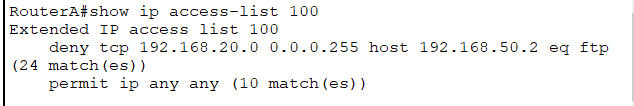 RouterA#show ip access-list 100
Extended IP access list 100
deny tcp 192.168.20.0 0.0.0.255 host 192.168.50.2 eq ftp
(24 match(es))
permit ip any any (10 match(es))